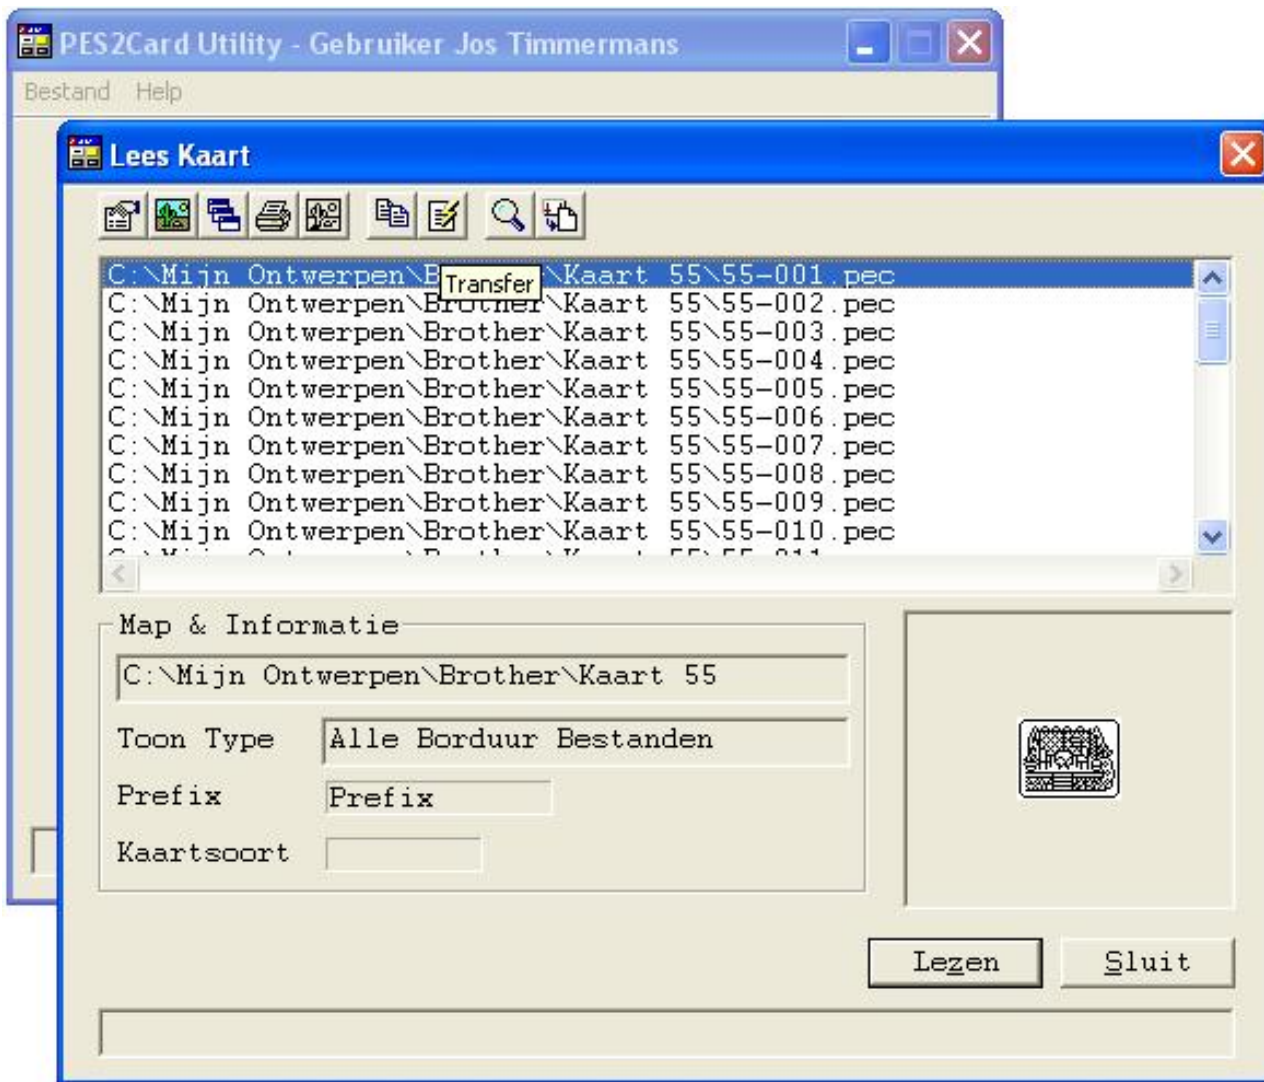 PES2Card Utility - Gebruiker Jos Timmermans
Bestand Help
Lees Kaart
C:\Mijn Ontwerpen\B \Kaart 55\55-001.pec
Transfer
C:\Mijn Ontwerpen\Brother\Kaart 55\55-002.pec
C:\Mijn Ontwerpen\Brother\Kaart 55\55-003.pec
C:\Mijn Ontwerpen\Brother\Kaart 55\55-004.pec
C:\Mijn Ontwerpen\Brother\Kaart 55\55-005.pec
C:\Mijn Ontwerpen\Brother\Kaart 55\55-006.pec
C:\Mijn Ontwerpen\Brother\Kaart 55\55-007.pec
C:\Mijn Ontwerpen\Brother\Kaart 55\55-008.pec
C:\Mijn Ontwerpen\Brother\Kaart 55\55-009.pec
C:\Mijn Ontwerpen\Brother\Kaart 55\55-010.pec
Map & Informatie
C:\Mijn Ontwerpen\Brother\Kaart 55
Toon Type Alle Borduur Bestanden
Prefix Prefix
Kaartsoort
Lezen Sluit